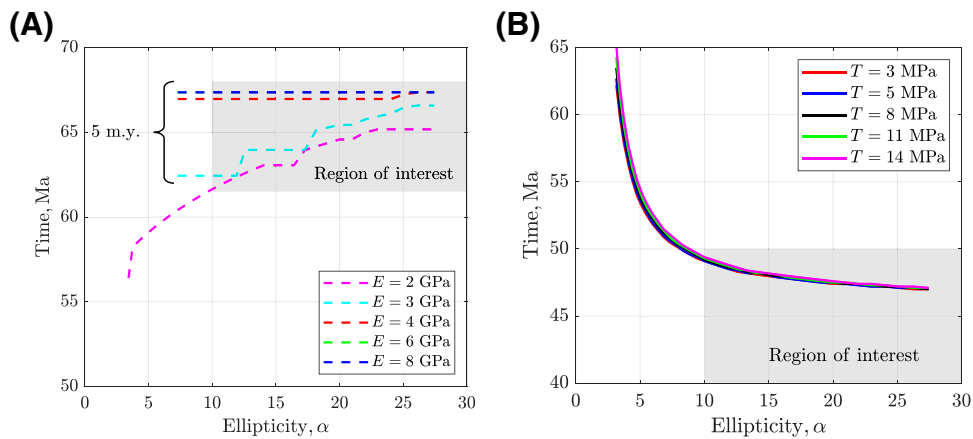 (A)
70
65
60
55
50
0
5
10
15
20
25
30
Time, Ma
Ellipticity, α
5 m.y.
Region of interest
E = 2 GPa
E = 3 GPa
E = 4 GPa
E = 6 GPa
E = 8 GPa
(B)
65
60
55
50
45
40
0
5
10
15
20
25
30
Time, Ma
Ellipticity, α
Region of interest
T = 3 MPa
T = 5 MPa
T = 8 MPa
T = 11 MPa
T = 14 MPa